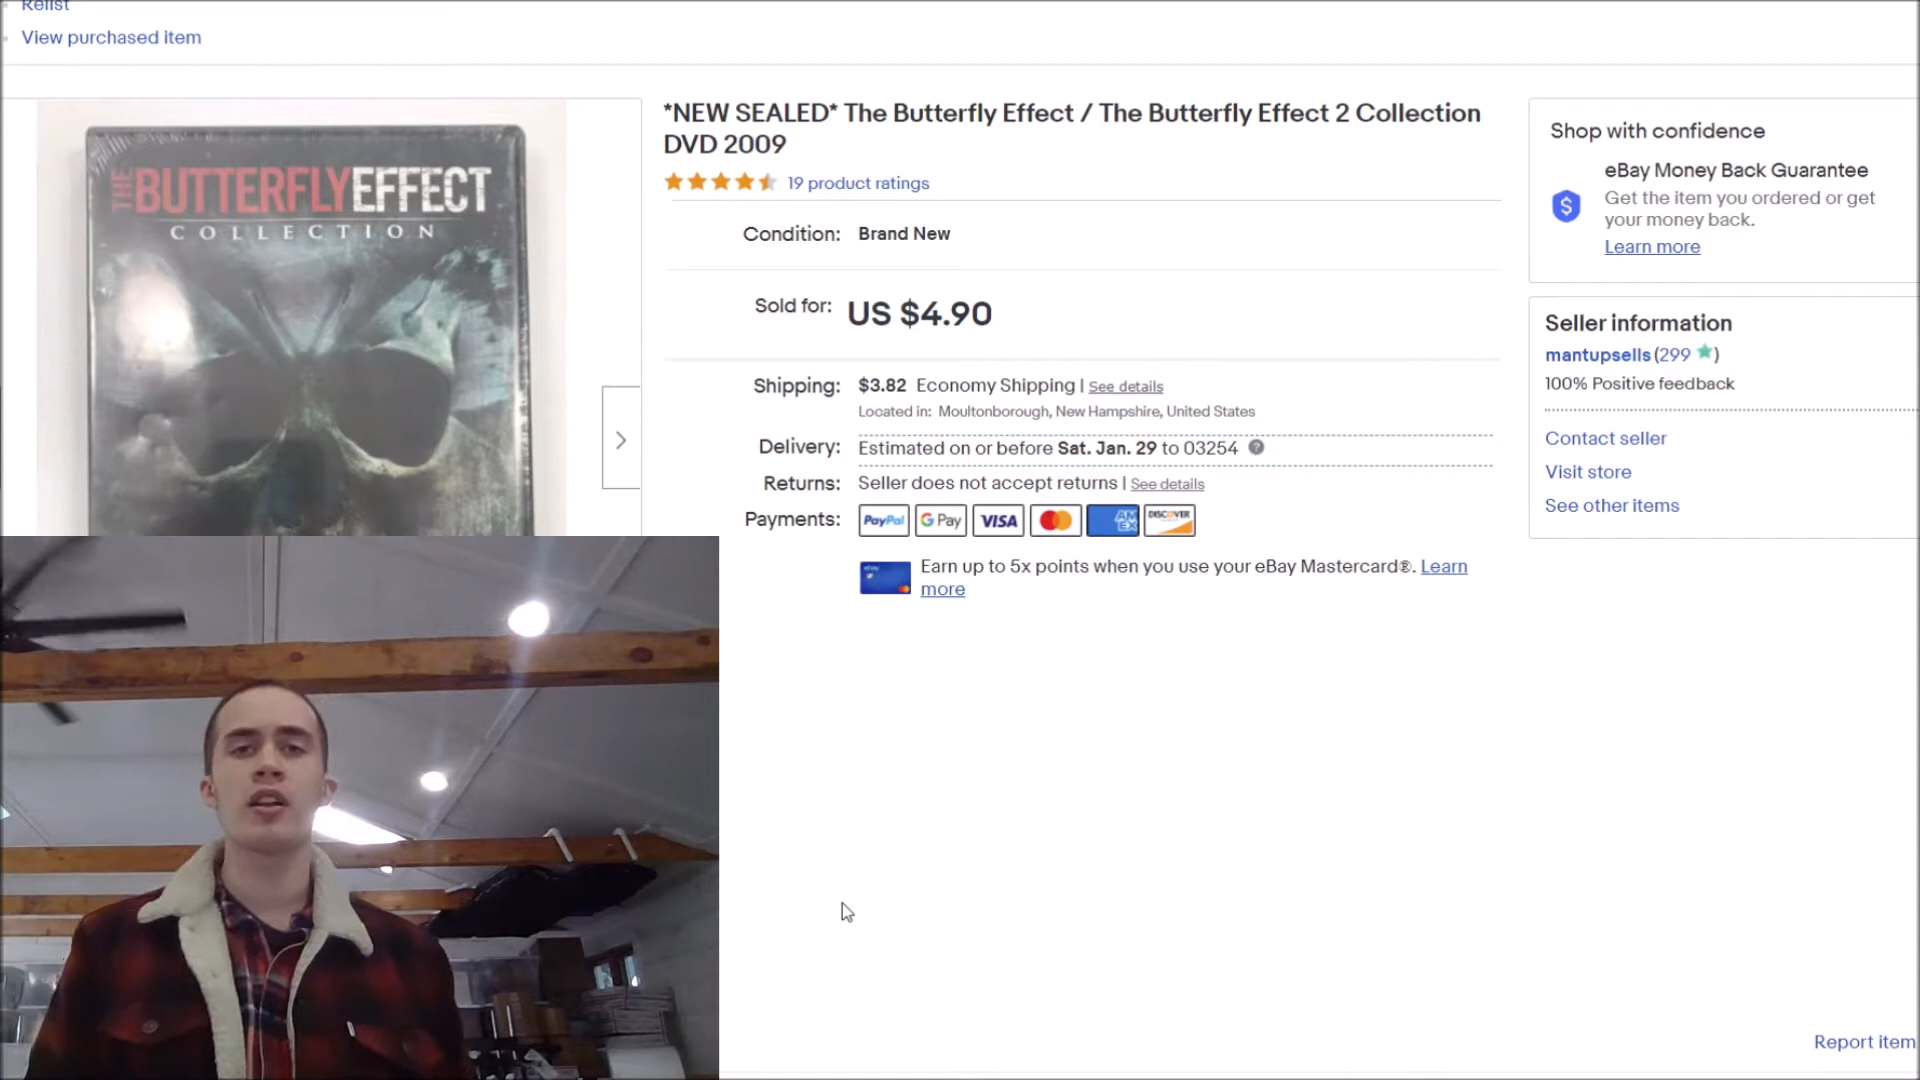 Relist
View purchased item
THE BUTTERFLY EFFECT
COLLECTION
*NEW SEALED* The Butterfly Effect / The Butterfly Effect 2 Collection
DVD 2009
19 product ratings
Condition: Brand New
Sold for: US $4.90
Shipping: $3.82 Economy Shipping | See details
Located in: Moultonborough, New Hampshire, United States
Delivery: Estimated on or before Sat. Jan. 29 to 03254
Returns: Seller does not accept returns | See details
Payments: PayPal G Pay VISA AM EX DISCOVER
Earn up to 5x points when you use your eBay Mastercard®. Learn
more
Shop with confidence
eBay Money Back Guarantee
Get the item you ordered or get
your money back.
Learn more
Seller information
mantupsells (299)
100% Positive feedback
Contact seller
Visit store
See other items
Report item